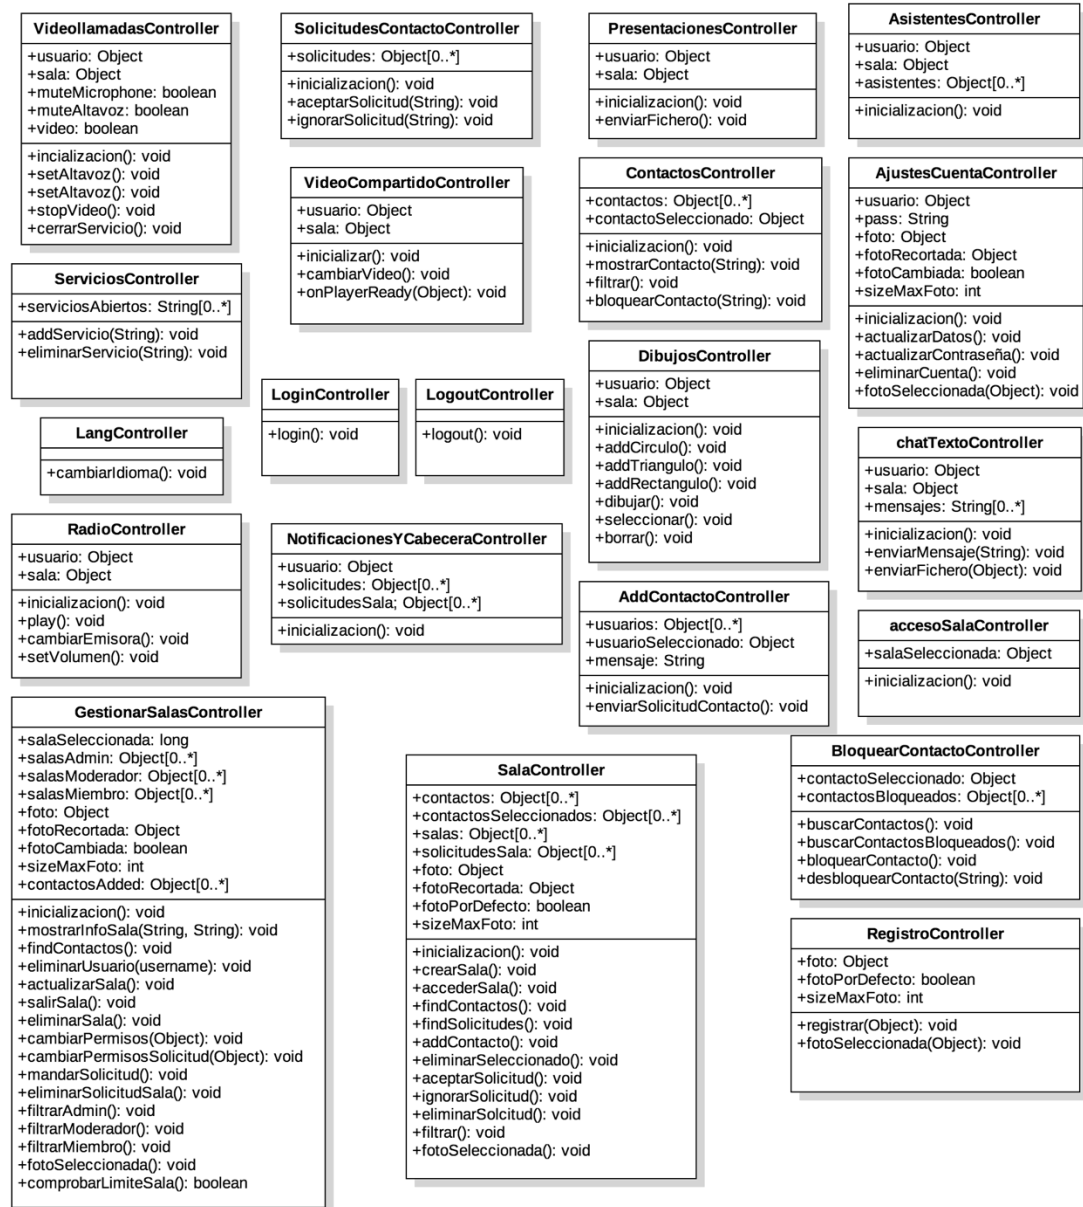 VideollamadasController
+usuario: Object
+sala: Object
+muteMicrophone: boolean
+muteAltavoz: boolean
+video: boolean
+incializacion(): void
+setAltavoz(): void
+setAltavoz(): void
+stopVideo(): void
+cerrarServicio(): void
SolicitudesContactoController
+solicitudes: Object[0..*]
+inicializacion(): void
+aceptarSolicitud(String): void
+ignorarSolicitud(String): void
PresentacionesController
+usuario: Object
+sala: Object
+inicializacion(): void
+enviarFichero(): void
AsistentesController
+usuario: Object
+sala: Object
+asistentes: Object[0..*]
+inicializacion(): void
VideoCompartidoController
+usuario: Object
+sala: Object
+inicializar(): void
+cambiarVideo(): void
+onPlayerReady(Object): void
ContactosController
+contactos: Object[0..*]
+contactoSeleccionado: Object
+inicializacion(): void
+mostrarContacto(String): void
+filtrar(): void
+bloquearContacto(String): void
AjustesCuentaController
+usuario: Object
+pass: String
+foto: Object
+fotoRecortada: Object
+fotoCambiada: boolean
+sizeMaxFoto: int
+inicializacion(): void
+actualizarDatos(): void
+actualizarContraseña(): void
+eliminarCuenta(): void
+fotoSeleccionada(Object): void
ServiciosController
+serviciosAbiertos: String[0..*]
+addServicio(String): void
+eliminarServicio(String): void
LoginController
+login(): void
LogoutController
+logout(): void
DibujosController
+usuario: Object
+sala: Object
+inicializacion(): void
+addCirculo(): void
+addTriangulo(): void
+addRectangulo(): void
+dibujar(): void
+seleccionar(): void
+borrar(): void
LangController
+cambiarIdioma(): void
chatTextoController
+usuario: Object
+sala: Object
+mensajes: String[0..*]
+inicializacion(): void
+enviarMensaje(String): void
+enviarFichero(Object): void
RadioController
+usuario: Object
+sala: Object
+inicializacion(): void
+play(): void
+cambiarEmisora(): void
+setVolumen(): void
NotificacionesYCabeceraController
+usuario: Object
+solicitudes: Object[0..*]
+solicitudesSala; Object[0..*]
+inicializacion(): void
AddContactoController
+usuarios: Object[0..*]
+usuarioSeleccionado: Object
+mensaje: String
+inicializacion(): void
+enviarSolicitudContacto(): void
accesoSalaController
+salaSeleccionada: Object
+inicializacion(): void
GestionarSalasController
+salaSeleccionada: long
+salasAdmin: Object[0..*]
+salasModerador: Object[0..*]
+salasMiembro: Object[0..*]
+foto: Object
+fotoRecortada: Object
+fotoCambiada: boolean
+sizeMaxFoto: int
+contactosAdded: Object[0..*]
+inicializacion(): void
+mostrarInfoSala(String, String): void
+findContactos(): void
+eliminarUsuario(username): void
+actualizarSala(): void
+salirSala(): void
+eliminarSala(): void
+cambiarPermisos(Object): void
+cambiarPermisosSolicitud(Object): void
+mandarSolicitud(): void
+eliminarSolicitudSala(): void
+filtrarAdmin(): void
+filtrarModerador(): void
+filtrarMiembro(): void
+fotoSeleccionada(): void
+comprobarLimiteSala(): boolean
SalaController
+contactos: Object[0..*]
+contactosSeleccionados: Object[0..*]
+salas: Object[0..*]
+solicitudesSala: Object[0..*]
+foto: Object
+fotoRecortada: Object
+fotoPorDefecto: boolean
+sizeMaxFoto: int
+inicializacion(): void
+crearSala(): void
+accederSala(): void
+findContactos(): void
+findSolicitudes(): void
+addContacto(): void
+eliminarSeleccionado(): void
+aceptarSolicitud(): void
+ignorarSolicitud(): void
+eliminarSolcitud(): void
+filtrar(): void
+fotoSeleccionada(): void
BloquearContactoController
+contactoSeleccionado: Object
+contactosBloqueados: Object[0..*]
+buscarContactos(): void
+buscarContactosBloqueados(): void
+bloquearContacto(): void
+desbloquearContacto(String): void
RegistroController
+foto: Object
+fotoPorDefecto: boolean
+sizeMaxFoto: int
+registrar(Object): void
+fotoSeleccionada(Object): void